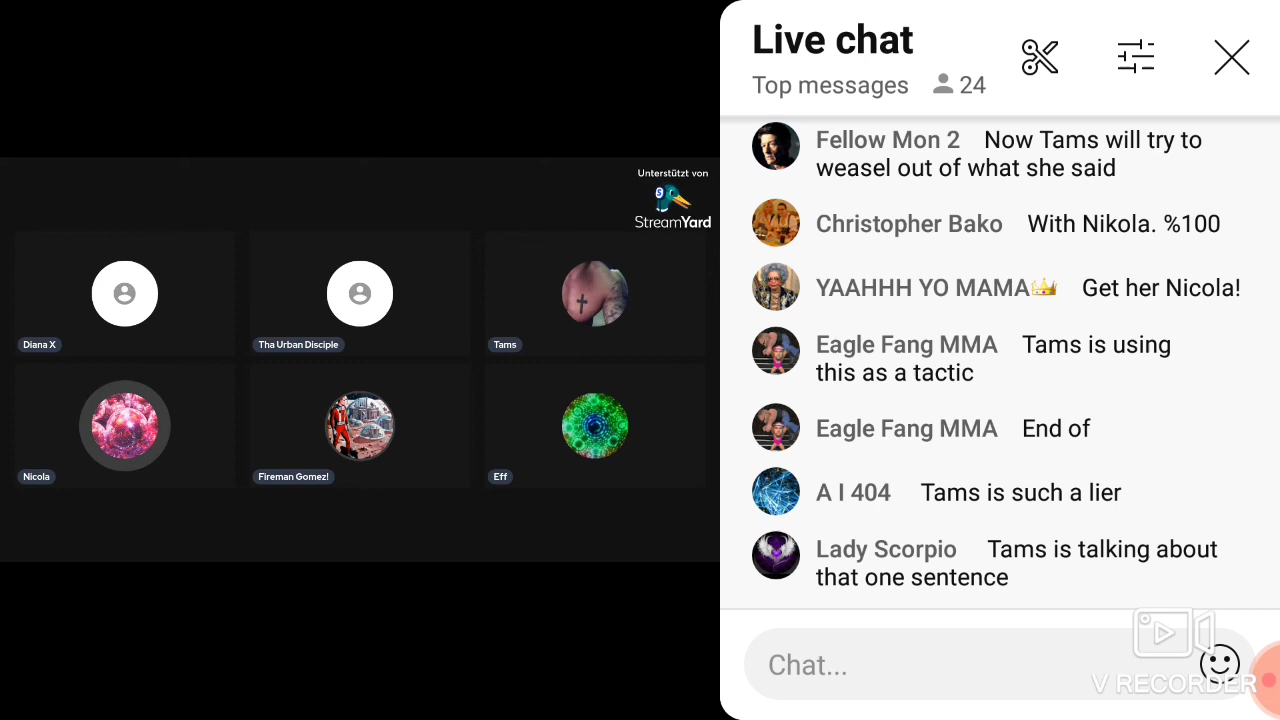 Unterstützt von
StreamYard
Diana X
Tha Urban Disciple
Tams
Nicola
Fireman Gomez!
Eff
Live chat
Top messages 24
Fellow Mon 2 Now Tams will try to
weasel out of what she said
Christopher Bako With Nikola. %100
YAAHHH YO MAMA👑 Get her Nicola!
Eagle Fang MMA Tams is using
this as a tactic
Eagle Fang MMA End of
A I 404 Tams is such a lier
Lady Scorpio Tams is talking about
that one sentence
Chat...
V RECORDER